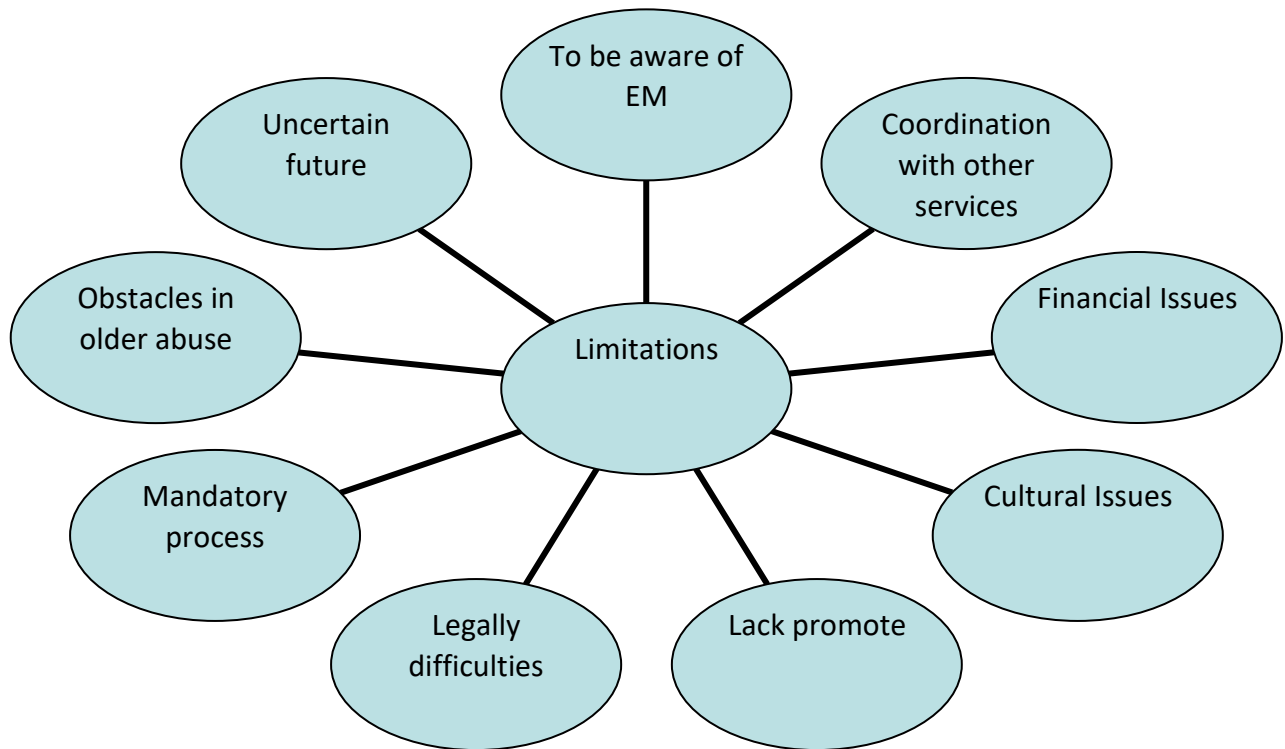 To be aware of
EM
Uncertain
future
Coordination
with other
services
Obstacles in
older abuse
Limitations
Financial Issues
Mandatory
process
Cultural Issues
Legally
difficulties
Lack promote